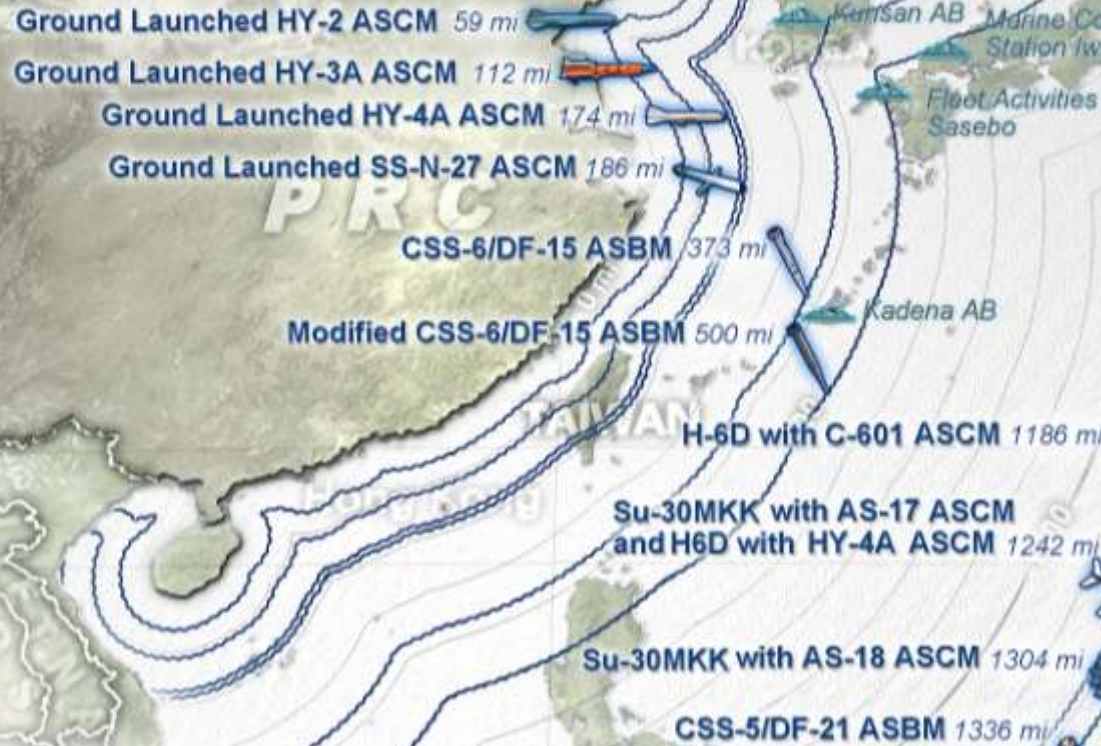 Ground Launched HY-2 ASCM 59 mi
Kunsan AB
Ground Launched HY-3A ASCM 112 mi
KOREA
Ground Launched HY-4A ASCM 174 mi
Fleet Activities
Sasebo
Ground Launched SS-N-27 ASCM 186 mi
PRC
CSS-6/DF-15 ASBM 373 mi
Kadena AB
Modified CSS-6/DF-15 ASBM 500 mi
TAIWAN
H-6D with C-601 ASCM 1186 mi
Hong Kong
Su-30MKK with AS-17 ASCM
and H6D with HY-4A ASCM 1242 mi
Su-30MKK with AS-18 ASCM 1304 mi
CSS-5/DF-21 ASBM 1336 mi